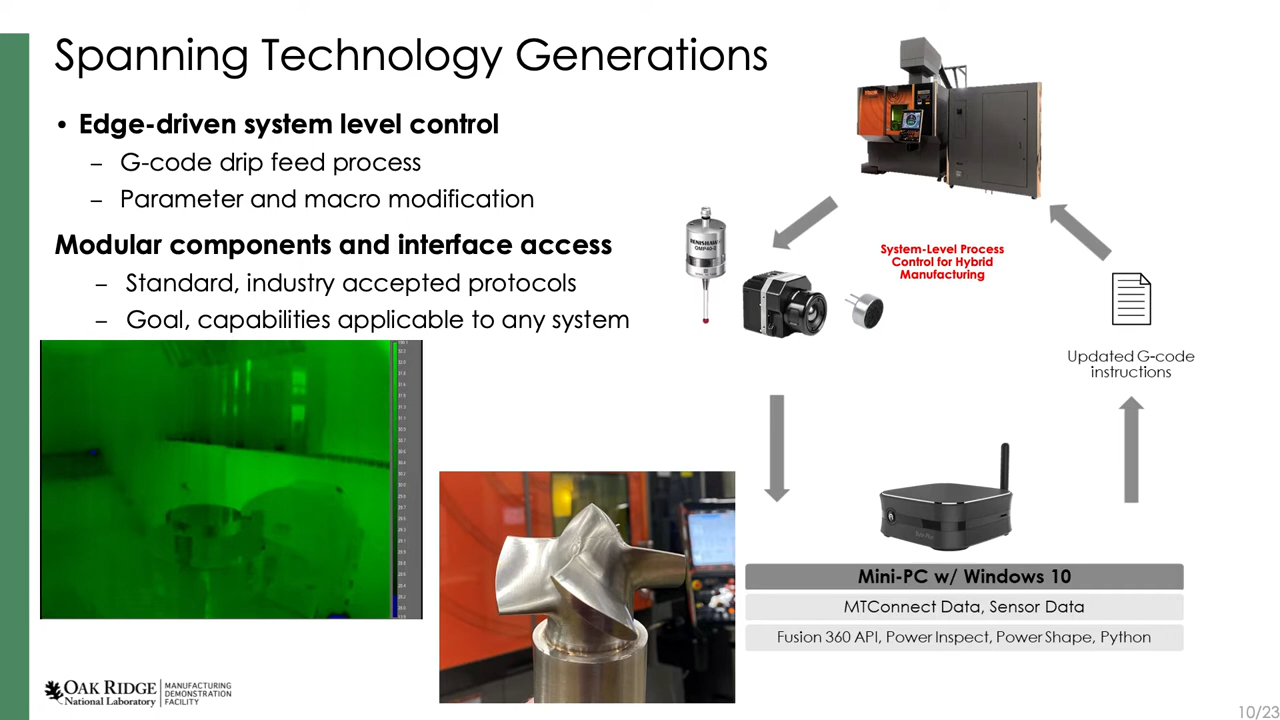 Spanning Technology Generations
• Edge-driven system level control
– G-code drip feed process
– Parameter and macro modification
Modular components and interface access
– Standard, industry accepted protocols
– Goal, capabilities applicable to any system
RENISHAW
OMP40-2
System-Level Process
Control for Hybrid
Manufacturing
Updated G-code
instructions
Mini-PC w/ Windows 10
MTConnect Data, Sensor Data
Fusion 360 API, Power Inspect, Power Shape, Python
OAK RIDGE
National Laboratory
MANUFACTURING
DEMONSTRATION
FACILITY
10/23